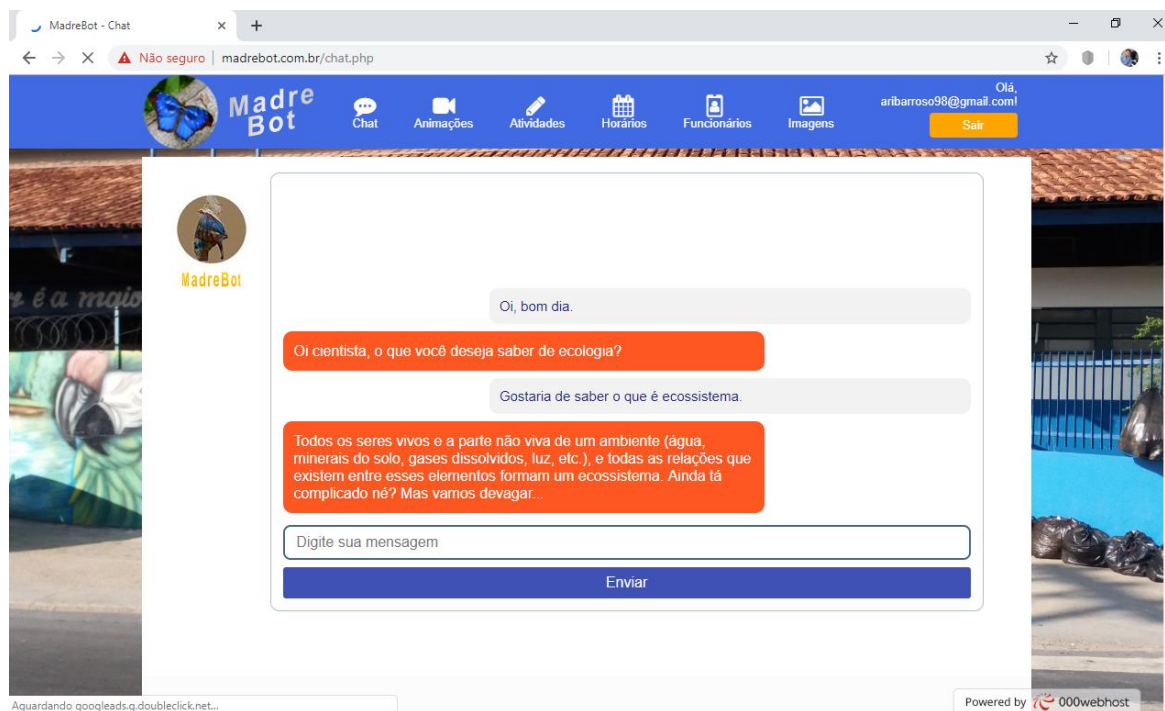 MadreBot - Chat
Não seguro | madrebot.com.br/chat.php
Madre
Bot
Chat
Animações
Atividades
Horários
Funcionários
Imagens
Olá,
aribarroso98@gmail.com!
Sair
MadreBot
é a maio
Oi, bom dia.
Oi cientista, o que você deseja saber de ecologia?
Gostaria de saber o que é ecossistema.
Todos os seres vivos e a parte não viva de um ambiente (água,
minerais do solo, gases dissolvidos, luz, etc.), e todas as relações que
existem entre esses elementos formam um ecossistema. Ainda tá
complicado né? Mas vamos devagar...
Digite sua mensagem
Enviar
Aguardando googleads.g.doubleclick.net...
Powered by 000webhost